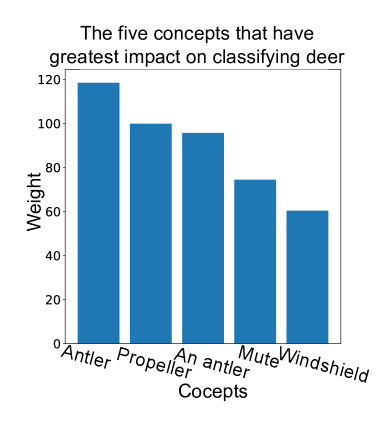 The five concepts that have
greatest impact on classifying deer
120
100
80
60
40
20
0
Weight
Antler
Propeller
An antler
Mute
Windshield
Cocepts